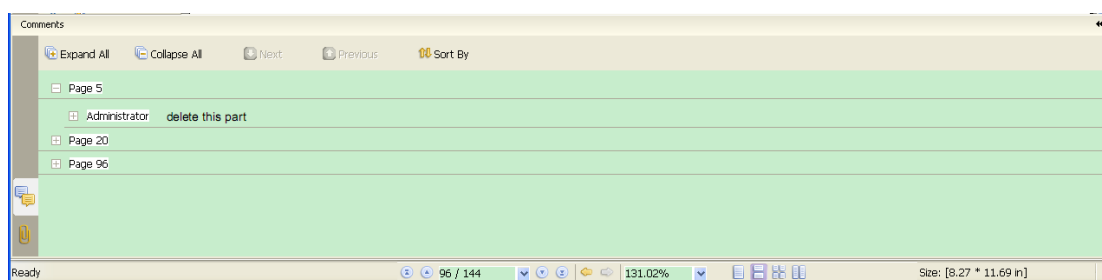 Comments
Expand All Collapse All Next Previous Sort By
Page 5
Administrator delete this part
Page 20
Page 96
Ready 96 / 144 131.02% Size: [8.27 * 11.69 in]